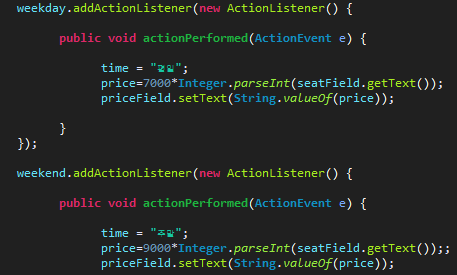 weekday.addActionListener(new ActionListener() {
public void actionPerformed(ActionEvent e) {
time = "평일";
price=7000*Integer.parseInt(seatField.getText());
priceField.setText(String.valueOf(price));
}
});
weekend.addActionListener(new ActionListener() {
public void actionPerformed(ActionEvent e) {
time = "주말";
price=9000*Integer.parseInt(seatField.getText());;
priceField.setText(String.valueOf(price));